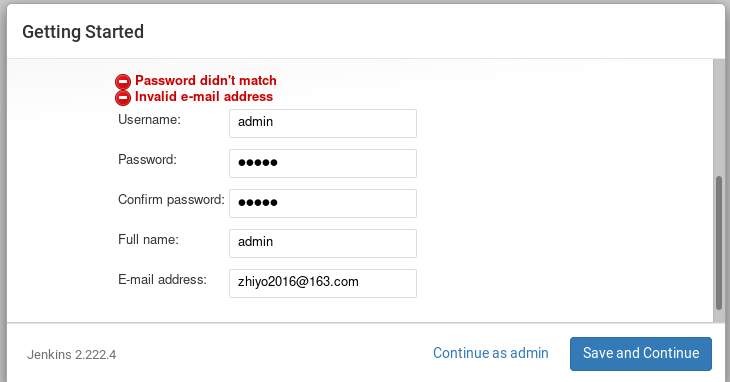 Getting Started
Password didn't match
Invalid e-mail address
Username: admin
Password: •••••
Confirm password: •••••
Full name: admin
E-mail address: zhiyo2016@163.com
Jenkins 2.222.4 Continue as admin Save and Continue